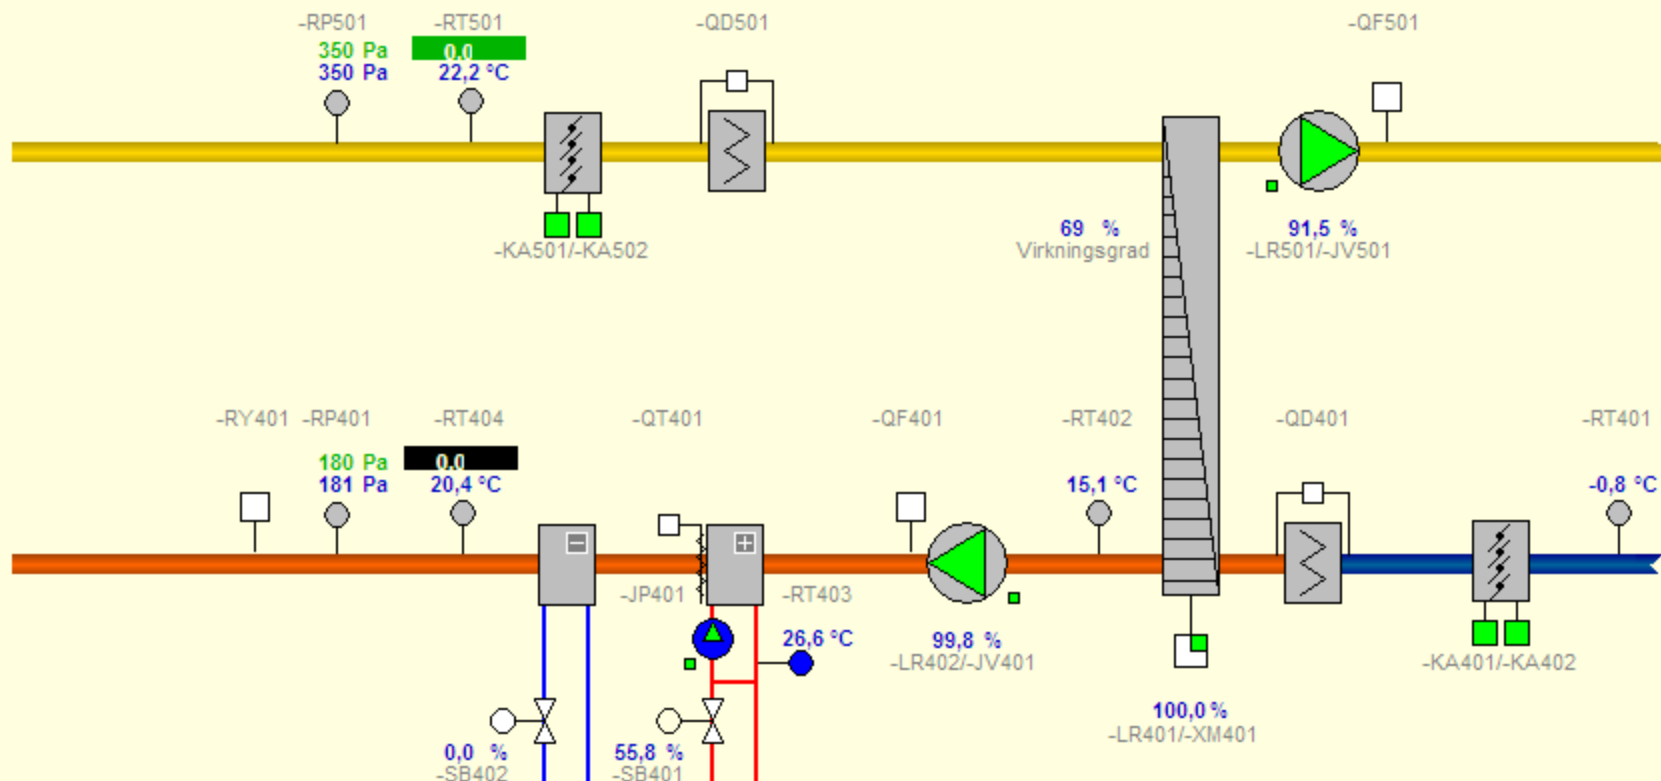 -RP501 -RT501 -QD501 -QF501
350 Pa 0.0
350 Pa 22,2 °C
69 % 91,5 %
-KA501/-KA502 Virkningsgrad -LR501/-JV501
-RY401 -RP401 -RT404 -QT401 -QF401 -RT402 -QD401 -RT401
180 Pa 0.0
181 Pa 20,4 °C 15,1 °C -0,8 °C
-JP401 -RT403
26,6 °C 99,8 %
-LR402/-JV401 -KA401/-KA402
100,0 %
-LR401/-XM401
0,0 % 55,8 %
-SB402 -SB401